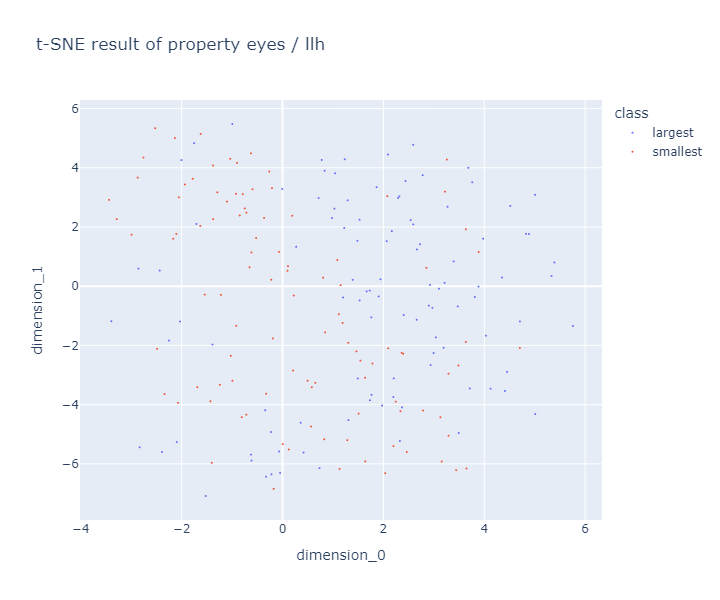 t-SNE result of property eyes / llh
class
largest
smallest
6
4
2
0
−2
−4
−6
dimension_1
−4
−2
0
2
4
6
dimension_0